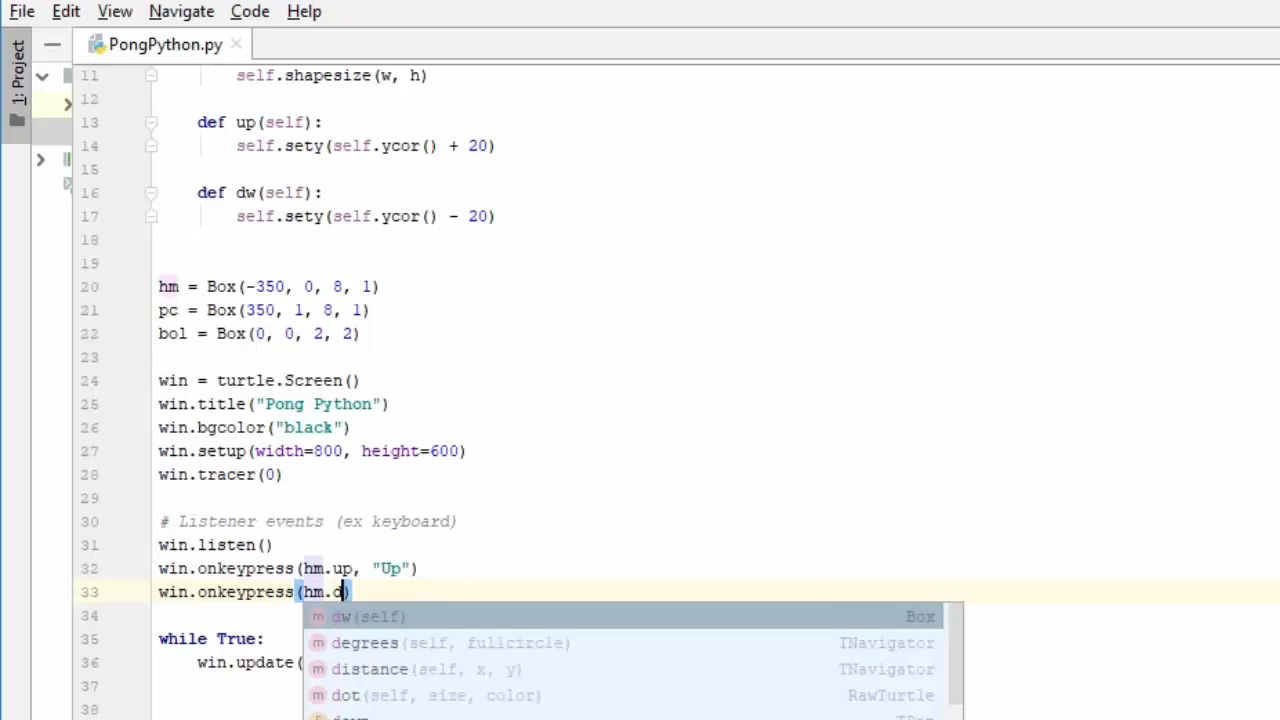 File Edit View Navigate Code Help
1: Project
PongPython.py
11 self.shapesize(w, h)
12
13 def up(self):
14 self.sety(self.ycor() + 20)
15
16 def dw(self):
17 self.sety(self.ycor() - 20)
18
19
20 hm = Box(-350, 0, 8, 1)
21 pc = Box(350, 1, 8, 1)
22 bol = Box(0, 0, 2, 2)
23
24 win = turtle.Screen()
25 win.title("Pong Python")
26 win.bgcolor("black")
27 win.setup(width=800, height=600)
28 win.tracer(0)
29
30 # Listener events (ex keyboard)
31 win.listen()
32 win.onkeypress(hm.up, "Up")
33 win.onkeypress(hm.d)
34 m dw(self) Box
35 while True: m degrees(self, fullcircle) TNavigator
36 win.update( m distance(self, x, y) TNavigator
37 m dot(self, size, color) RawTurtle
38